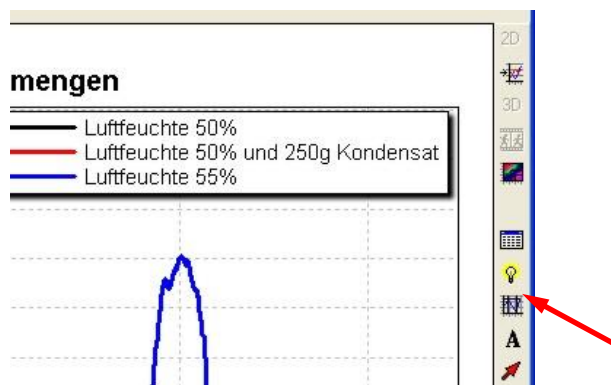 2D
mengen
3D
Luftfeuchte 50%
Luftfeuchte 50% und 250g Kondensat
Luftfeuchte 55%
A